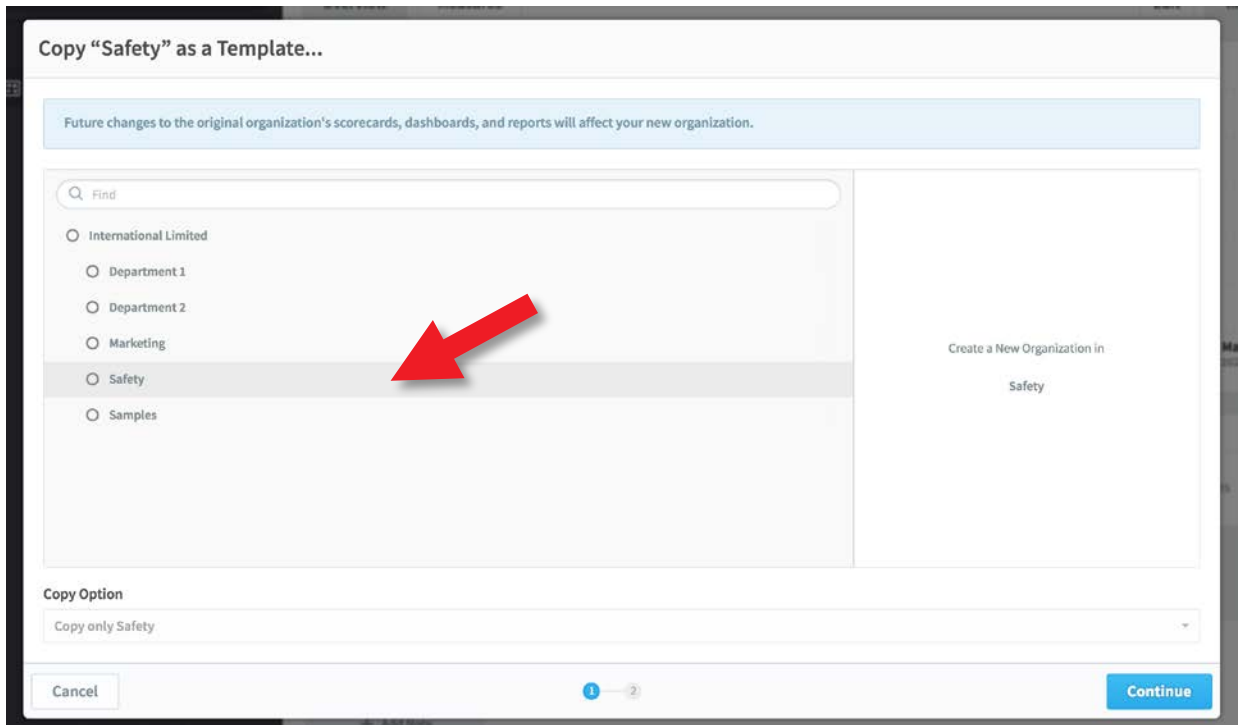 Copy “Safety” as a Template...
Future changes to the original organization's scorecards, dashboards, and reports will affect your new organization.
Find
International Limited
Department 1
Department 2
Marketing
Safety
Samples
Create a New Organization in
Safety
Copy Option
Copy only Safety
Cancel
1
2
Continue